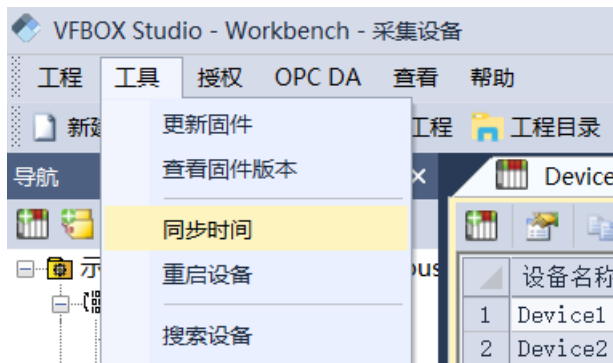 VFBOX Studio - Workbench - 采集设备
工程 工具 授权 OPC DA 查看 帮助
工程 工程目录
更新固件
查看固件版本
导航
Device
同步时间
重启设备
搜索设备
设备名称
1 Device1
2 Device2